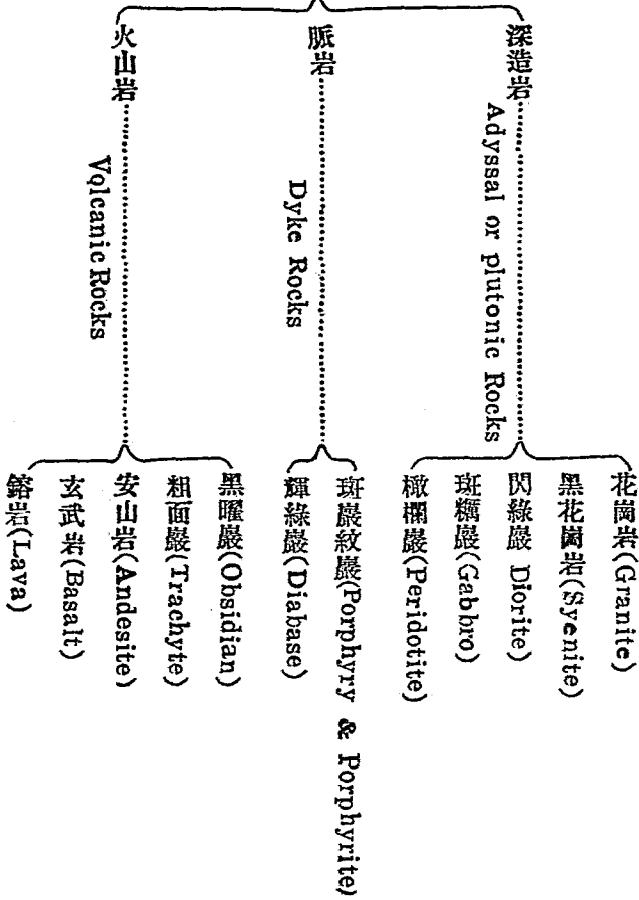 深造岩
Adyssal or plutonic Rocks
花崗岩(Granite)
黑花崗岩(Syenite)
閃綠巖 Diorite)
斑糲巖(Gabbro)
橄欖巖(Peridotite)
脈岩
Dyke Rocks
斑巖紋巖(Porphyry & Porphyrite)
輝綠巖(Diabase)
火山岩
Volcanic Rocks
黑曜巖(Obsidian)
粗面巖(Trachyte)
安山岩(Andesite)
玄武岩(Basalt)
鎔岩(Lava)